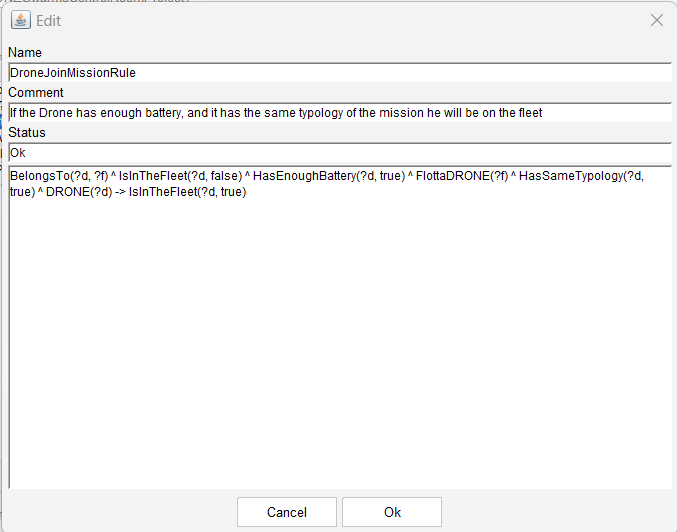 Edit
Name
DroneJoinMissionRule
Comment
If the Drone has enough battery, and it has the same typology of the mission he will be on the fleet
Status
Ok
BelongsTo(?d, ?f) ^ IsInTheFleet(?d, false) ^ HasEnoughBattery(?d, true) ^ FlottaDRONE(?f) ^ HasSameTypology(?d,
true) ^ DRONE(?d) -> IsInTheFleet(?d, true)
Cancel
Ok